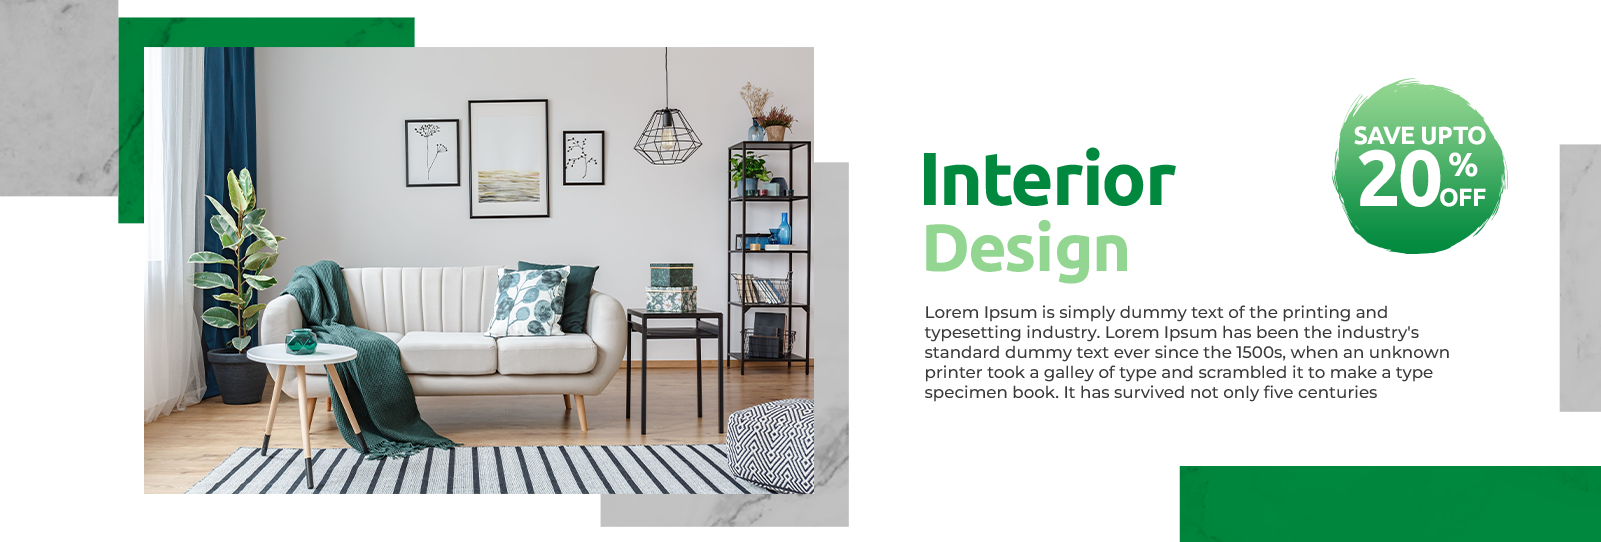 Interior
Design
SAVE UPTO
20%
OFF
Lorem Ipsum is simply dummy text of the printing and
typesetting industry. Lorem Ipsum has been the industry's
standard dummy text ever since the 1500s, when an unknown
printer took a galley of type and scrambled it to make a type
specimen book. It has survived not only five centuries